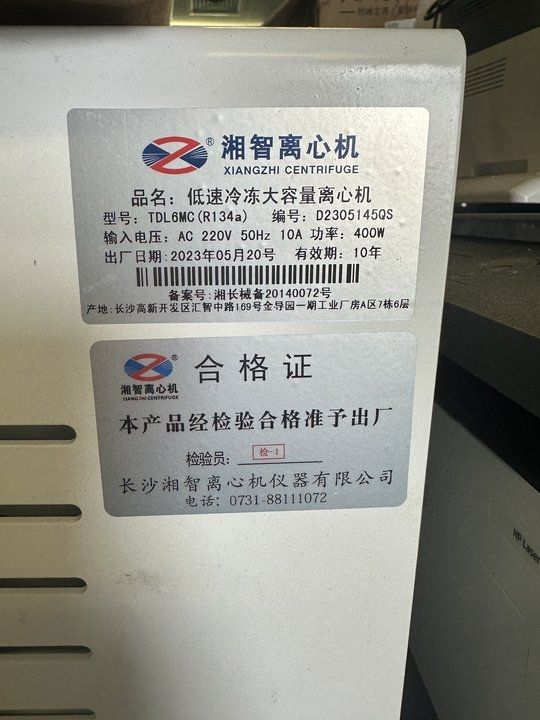 湘智离心机
XIANGZHI CENTRIFUGE
品名：低速冷冻大容量离心机
型号：TDL6MC(R134a) 编号：D2305145QS
输入电压：AC 220V 50Hz 10A 功率：400W
出厂日期：2023年05月20号 有效期：10年
备案号：湘长械备20140072号
产地：长沙高新开发区汇智中路169号金导园一期工业厂房A区7栋6层
湘智离心机
XIANGZHI CENTRIFUGE
合格证
本产品经检验合格准予出厂
检验员：检-1
长沙湘智离心机仪器有限公司
电话：0731-88111072
HP Laser